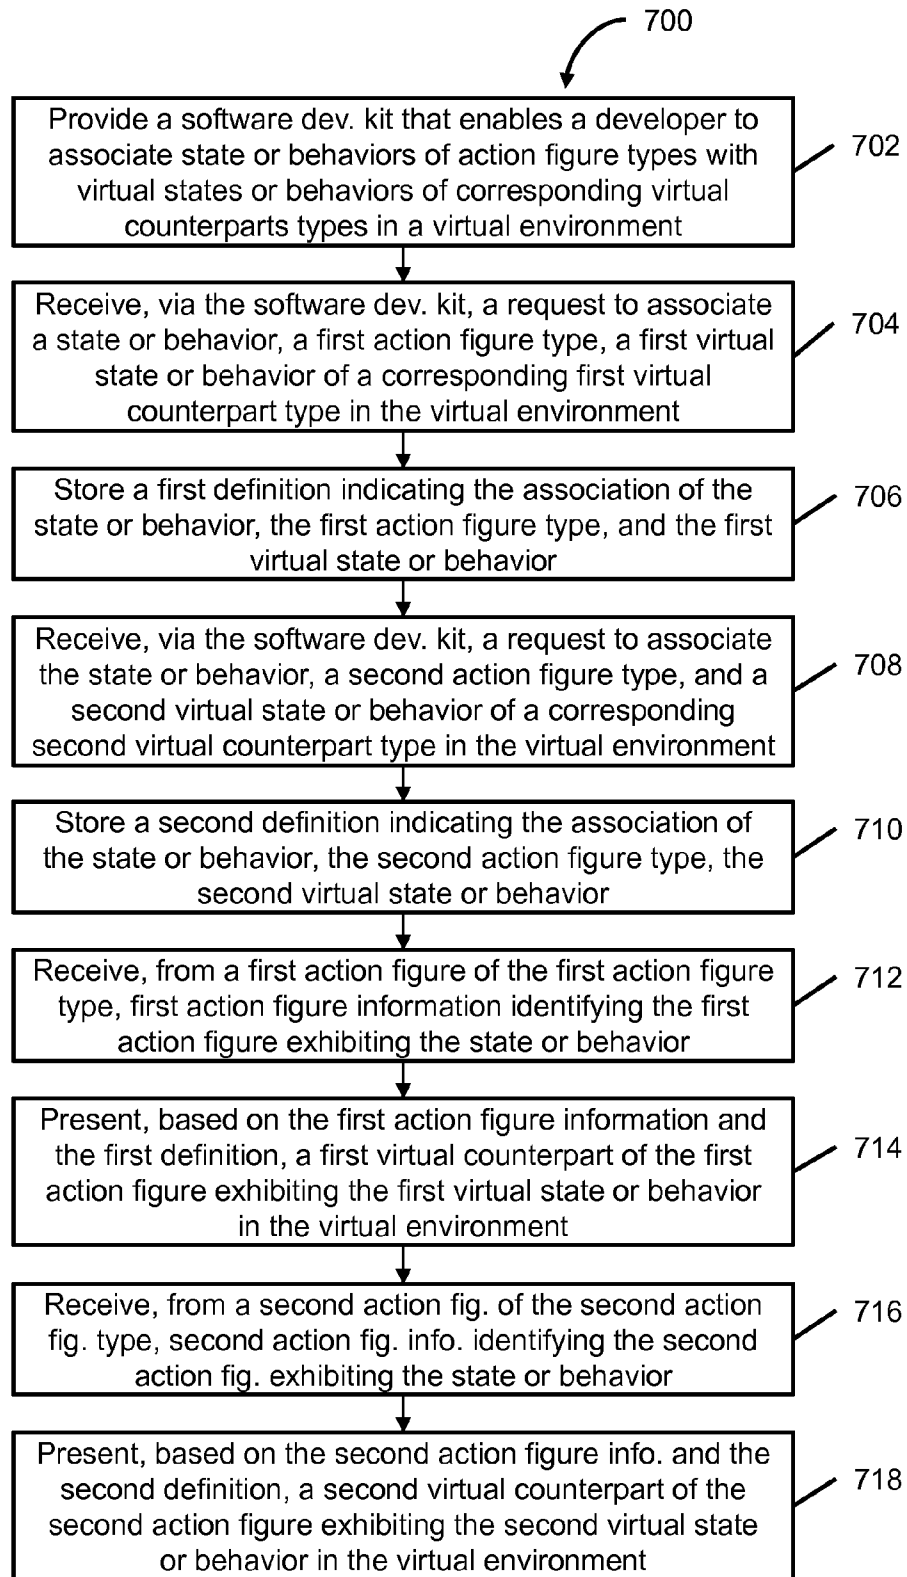 700
Provide a software dev. kit that enables a developer to
associate state or behaviors of action figure types with
virtual states or behaviors of corresponding virtual
counterparts types in a virtual environment
702
Receive, via the software dev. kit, a request to associate
a state or behavior, a first action figure type, a first virtual
state or behavior of a corresponding first virtual
counterpart type in the virtual environment
704
Store a first definition indicating the association of the
state or behavior, the first action figure type, and the first
virtual state or behavior
706
Receive, via the software dev. kit, a request to associate
the state or behavior, a second action figure type, and a
second virtual state or behavior of a corresponding
second virtual counterpart type in the virtual environment
708
Store a second definition indicating the association of
the state or behavior, the second action figure type, the
second virtual state or behavior
710
Receive, from a first action figure of the first action figure
type, first action figure information identifying the first
action figure exhibiting the state or behavior
712
Present, based on the first action figure information and
the first definition, a first virtual counterpart of the first
action figure exhibiting the first virtual state or behavior
in the virtual environment
714
Receive, from a second action fig. of the second action
fig. type, second action fig. info. identifying the second
action fig. exhibiting the state or behavior
716
Present, based on the second action figure info. and the
second definition, a second virtual counterpart of the
second action figure exhibiting the second virtual state
or behavior in the virtual environment
718